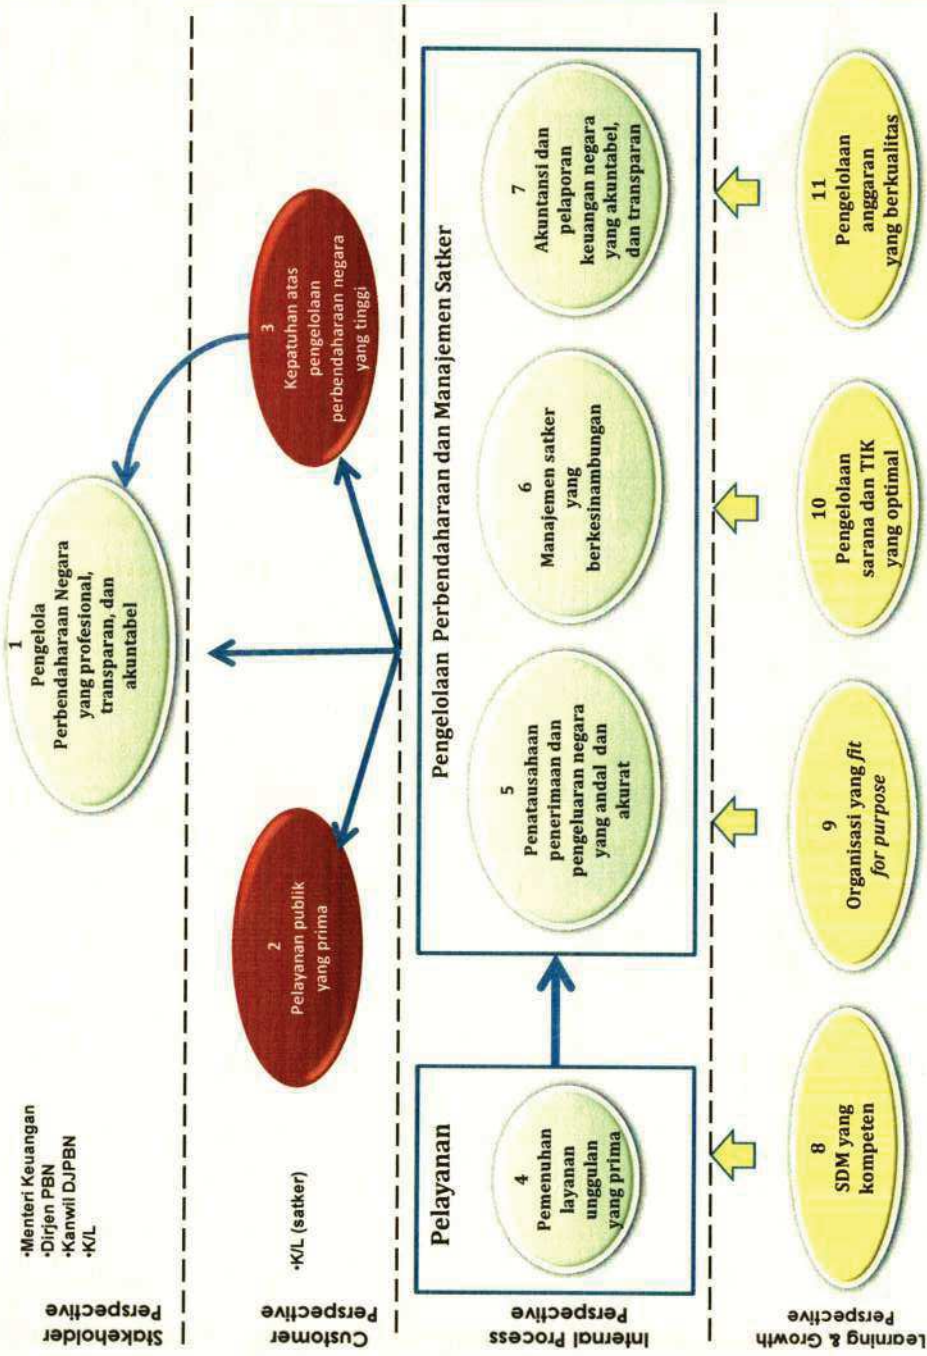 Stakeholder
Perspective
•Menteri Keuangan
•Dirjen PBN
•Kanwil DJPBN
•K/L
1
Pengelola
Perbendaharaan Negara
yang profesional,
transparan, dan
akuntabel
Customer
Perspective
•K/L (satker)
2
Pelayanan publik
yang prima
3
Kepatuhan atas
pengelolaan
perbendaharaan negara
yang tinggi
Internal Process
Perspective
Pelayanan
4
Pemenuhan
layanan
unggulan
yang prima
Pengelolaan Perbendaharaan dan Manajemen Satker
5
Penatausahaan
penerimaan dan
pengeluaran negara
yang andal dan
akurat
6
Manajemen satker
yang
berkesinambungan
7
Akuntansi dan
pelaporan
keuangan negara
yang akuntabel,
dan transparan
Learning & Growth
Perspective
8
SDM yang
kompeten
9
Organisasi yang fit
for purpose
10
Pengelolaan
sarana dan TIK
yang optimal
11
Pengelolaan
anggaran
yang berkualitas